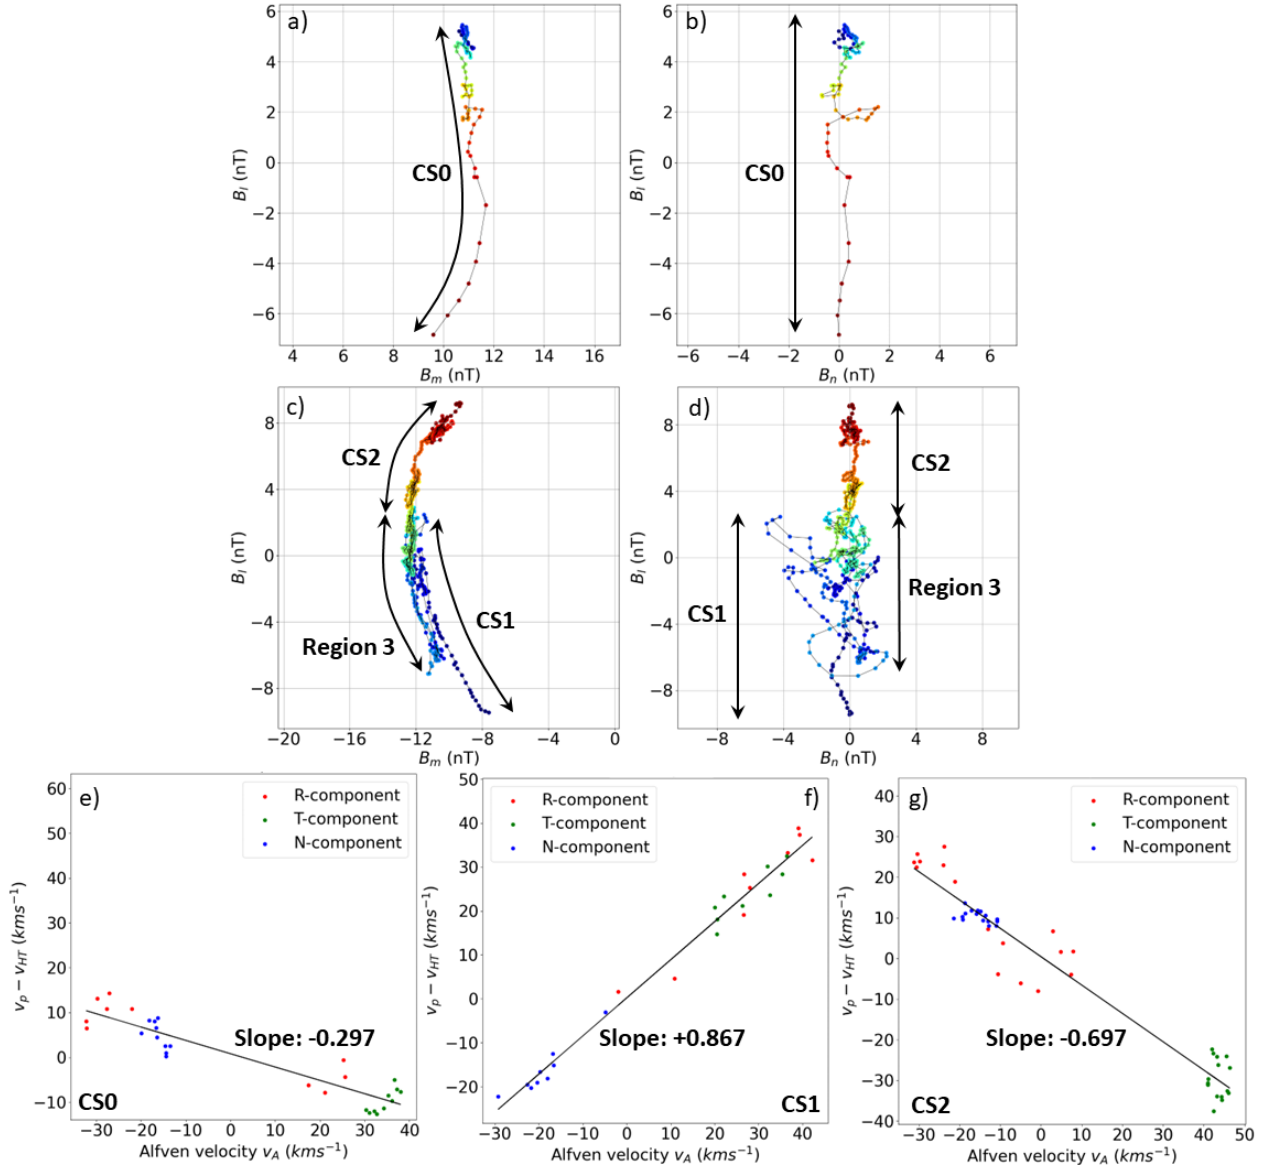 a)
6
4
2
0
−2
−4
−6
B_l (nT)
CS0
4 6 8 10 12 14 16
B_m (nT)
b)
6
4
2
0
−2
−4
−6
B_l (nT)
CS0
−6 −4 −2 0 2 4 6
B_n (nT)
c)
8
4
0
−4
−8
B_l (nT)
CS2
CS1
Region 3
−20 −16 −12 −8 −4 0
B_m (nT)
d)
8
4
0
−4
−8
B_l (nT)
CS2
Region 3
CS1
−8 −4 0 4 8
B_n (nT)
e)
60
50
40
30
20
10
0
−10
v_p − v_HT (kms⁻¹)
R-component
T-component
N-component
Slope: -0.297
CS0
−30 −20 −10 0 10 20 30 40
Alfven velocity v_A (kms⁻¹)
f)
50
40
30
20
10
0
−10
−20
v_p − v_HT (kms⁻¹)
R-component
T-component
N-component
Slope: +0.867
CS1
−30 −20 −10 0 10 20 30 40
Alfven velocity v_A (kms⁻¹)
g)
40
30
20
10
0
−10
−20
−30
−40
v_p − v_HT (kms⁻¹)
R-component
T-component
N-component
Slope: -0.697
CS2
−30 −20 −10 0 10 20 30 40 50
Alfven velocity v_A (kms⁻¹)